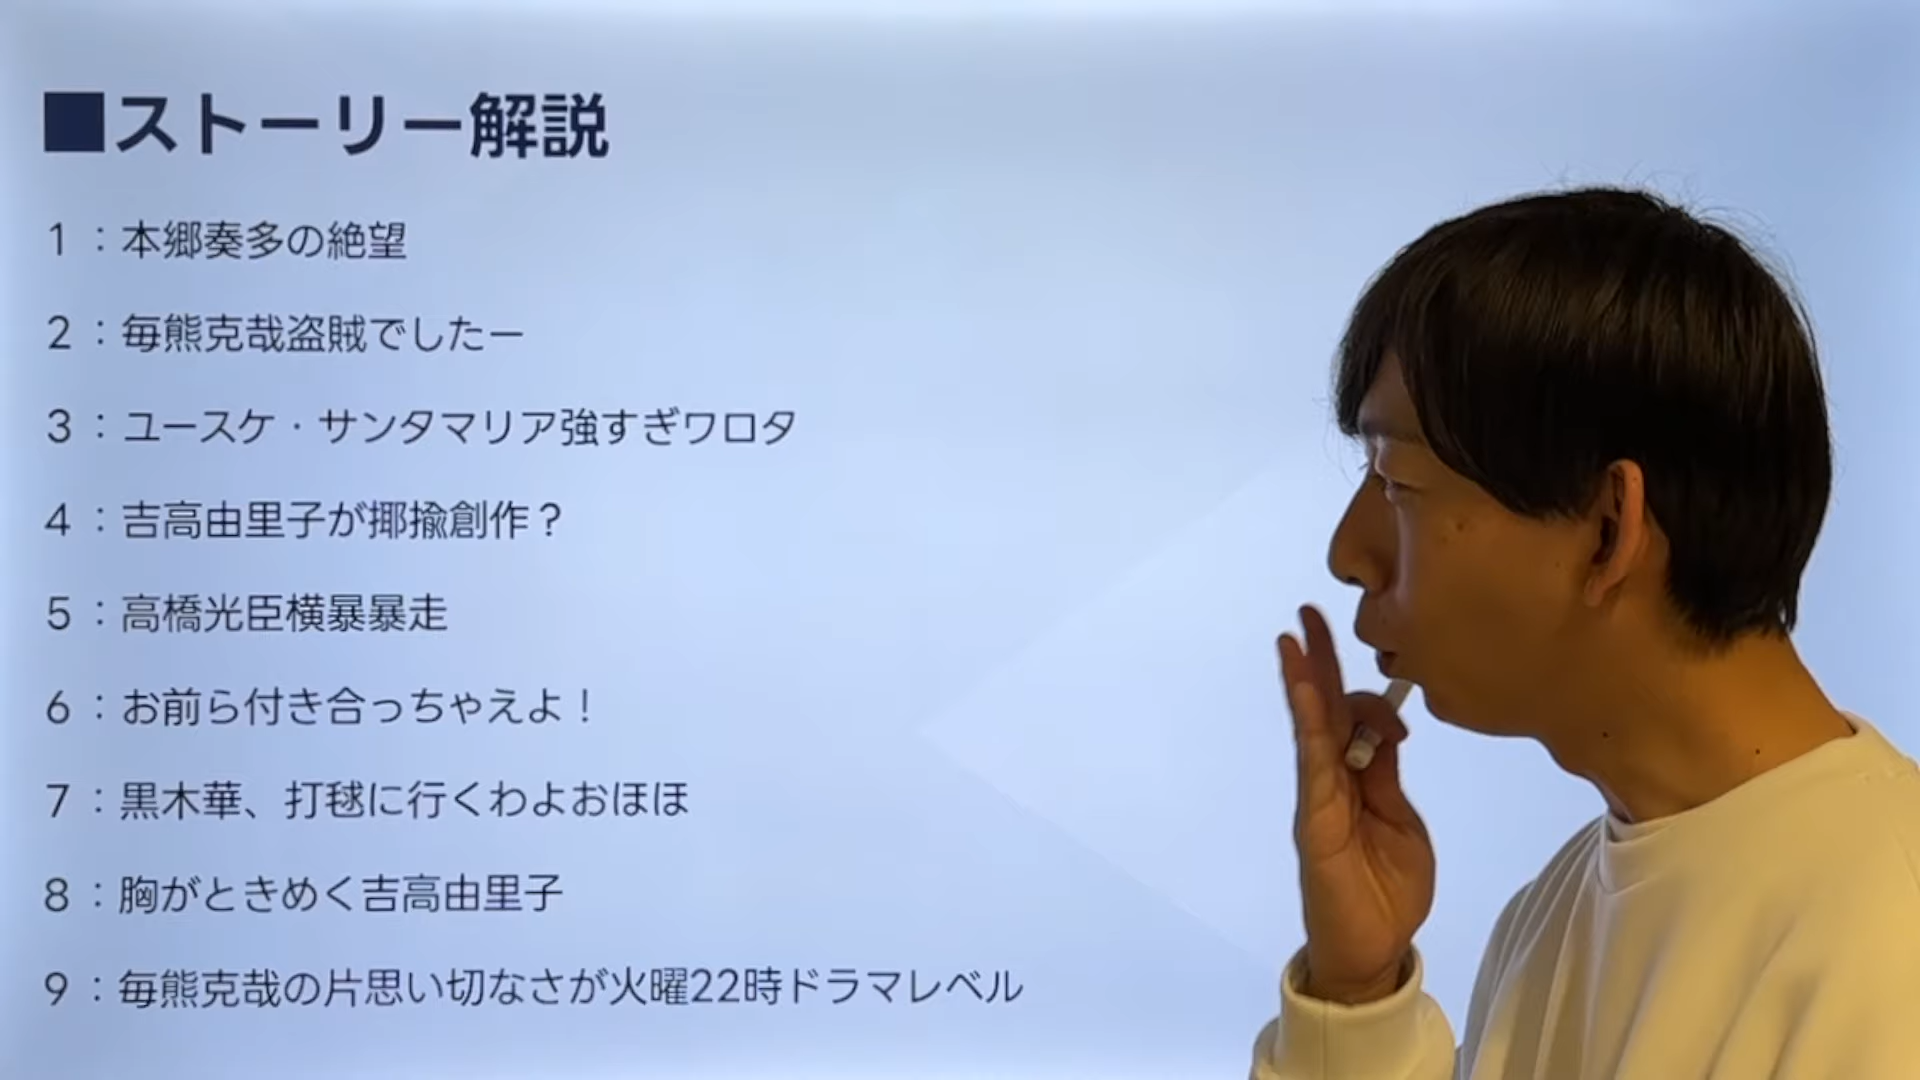 ■ストーリー解説
1：本郷奏多の絶望
2：毎熊克哉盗賊でしたー
3：ユースケ・サンタマリア強すぎワロタ
4：吉高由里子が揶揄創作？
5：高橋光臣横暴暴走
6：お前ら付き合っちゃえよ！
7：黒木華、打毬に行くわよおほほ
8：胸がときめく吉高由里子
9：毎熊克哉の片思い切なさが火曜22時ドラマレベル